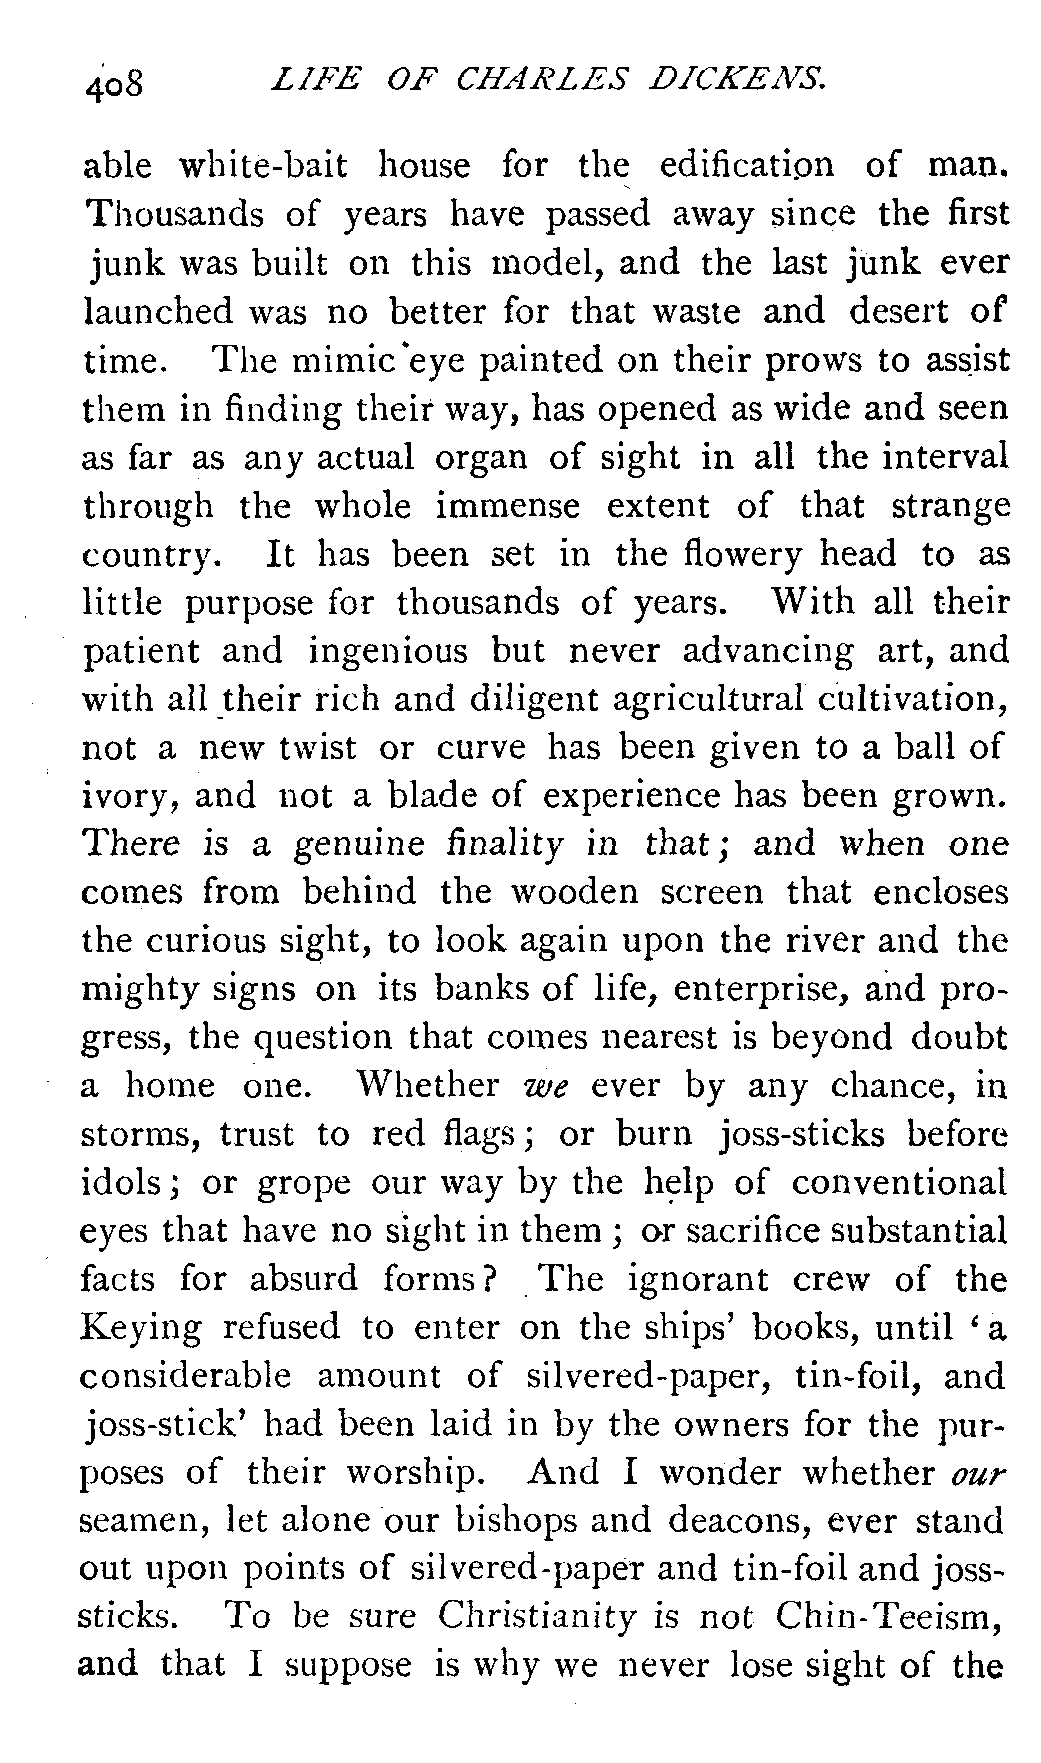 408 LIFE OF CHARLES DICKENS.
able white-bait house for the edification of man.
Thousands of years have passed away since the first
junk was built on this model, and the last junk ever
launched was no better for that waste and desert of
time. The mimic eye painted on their prows to assist
them in finding their way, has opened as wide and seen
as far as any actual organ of sight in all the interval
through the whole immense extent of that strange
country. It has been set in the flowery head to as
little purpose for thousands of years. With all their
patient and ingenious but never advancing art, and
with all their rich and diligent agricultural cultivation,
not a new twist or curve has been given to a ball of
ivory, and not a blade of experience has been grown.
There is a genuine finality in that; and when one
comes from behind the wooden screen that encloses
the curious sight, to look again upon the river and the
mighty signs on its banks of life, enterprise, and pro-
gress, the question that comes nearest is beyond doubt
a home one. Whether we ever by any chance, in
storms, trust to red flags; or burn joss-sticks before
idols; or grope our way by the help of conventional
eyes that have no sight in them; or sacrifice substantial
facts for absurd forms? The ignorant crew of the
Keying refused to enter on the ships' books, until 'a
considerable amount of silvered-paper, tin-foil, and
joss-stick' had been laid in by the owners for the pur-
poses of their worship. And I wonder whether our
seamen, let alone our bishops and deacons, ever stand
out upon points of silvered-paper and tin-foil and joss-
sticks. To be sure Christianity is not Chin-Teeism,
and that I suppose is why we never lose sight of the